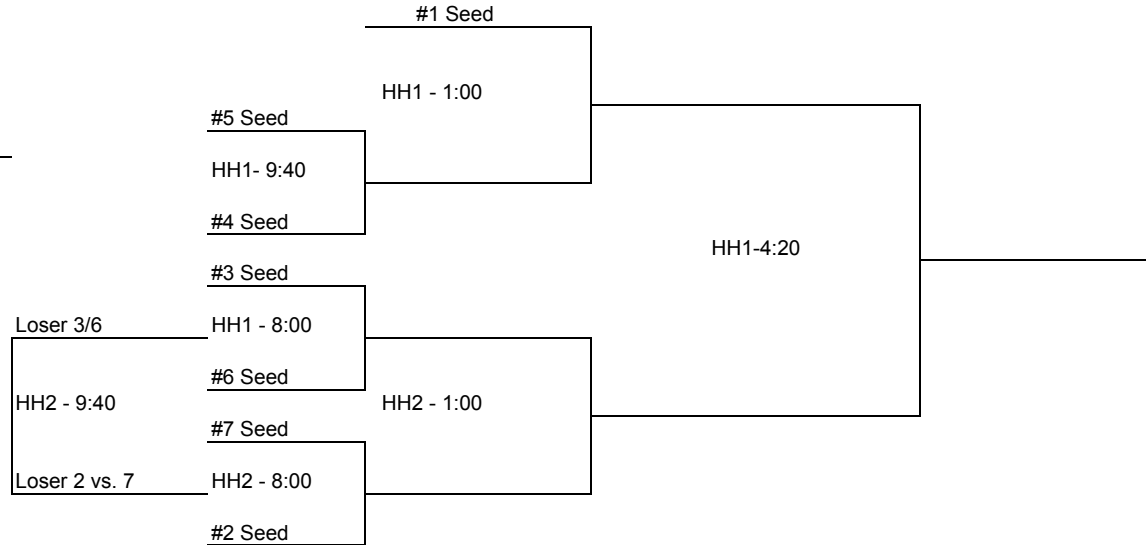 #1 Seed
HH1 - 1:00
#5 Seed
HH1- 9:40
#4 Seed
HH1-4:20
#3 Seed
Loser 3/6
HH1 - 8:00
#6 Seed
HH2 - 9:40
HH2 - 1:00
#7 Seed
Loser 2 vs. 7
HH2 - 8:00
#2 Seed